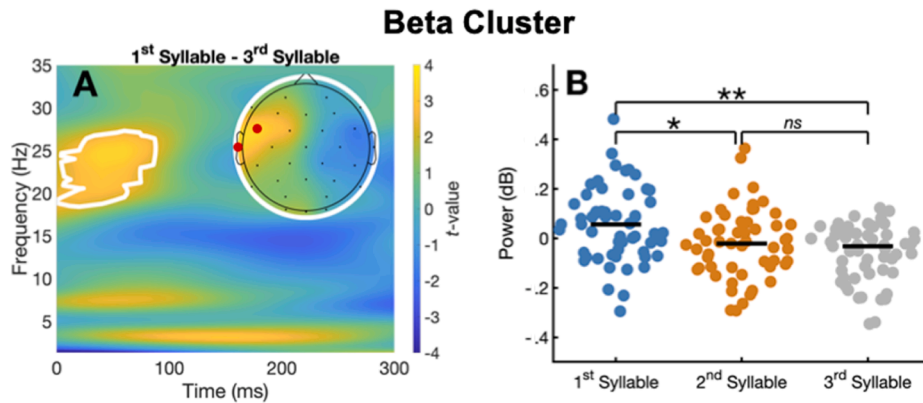 Beta Cluster
1st Syllable - 3rd Syllable
A
35
30
25
20
15
10
5
Frequency (Hz)
0
100
200
300
Time (ms)
4
3
2
1
0
-1
-2
-3
-4
t-value
B
**
*
ns
.6
.4
.2
0
-.2
-.4
Power (dB)
1st Syllable
2nd Syllable
3rd Syllable